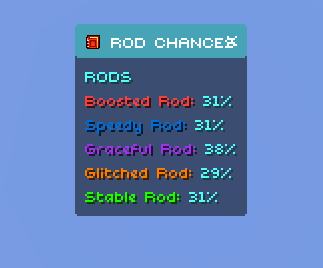 ROD CHANCES
RODS
Boosted Rod: 31%
Speedy Rod: 31%
Graceful Rod: 38%
Glitched Rod: 29%
Stable Rod: 31%